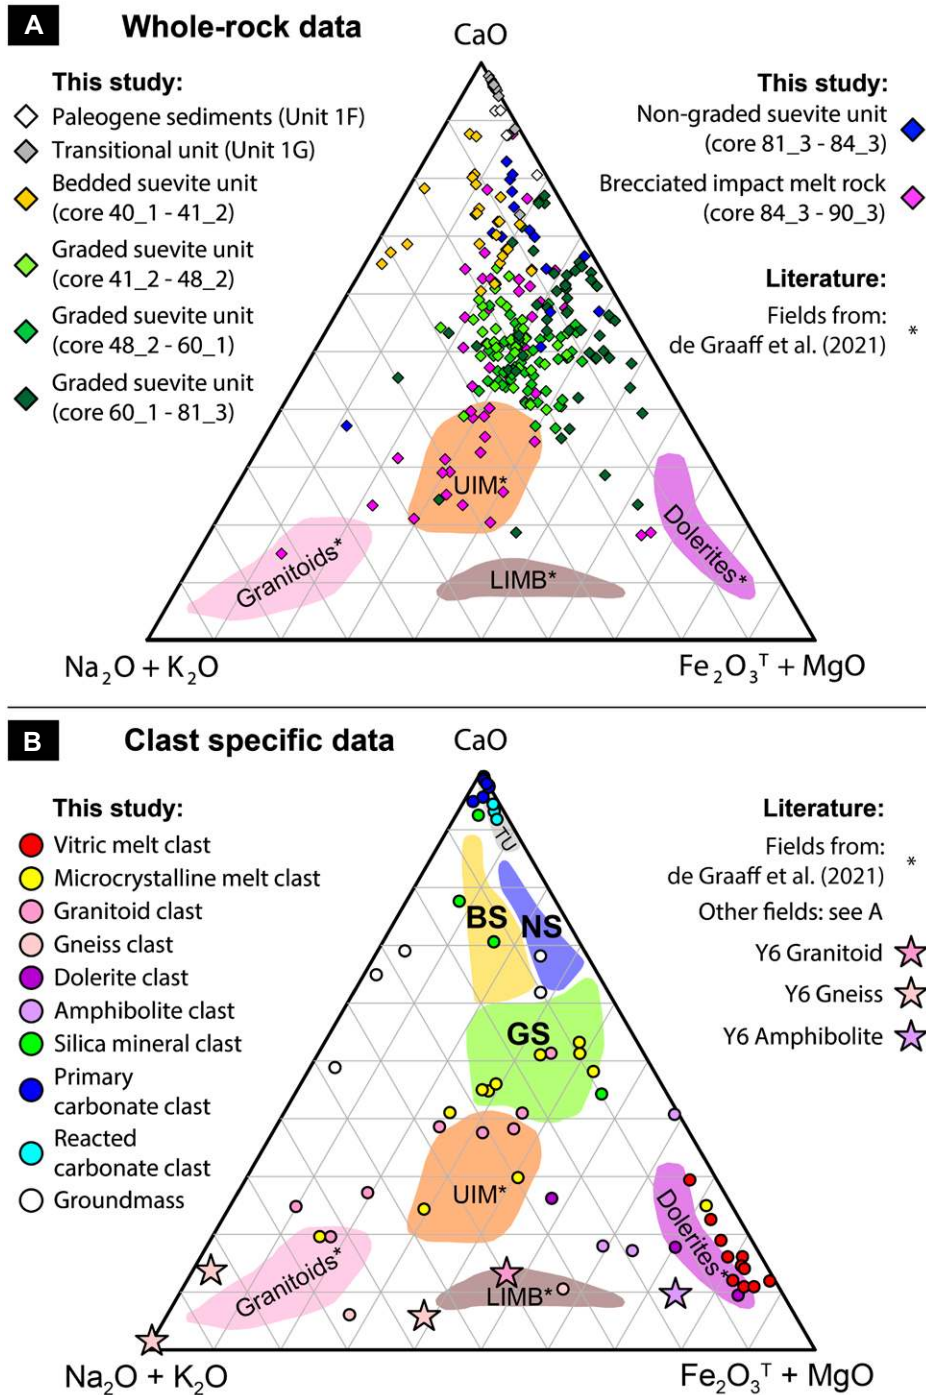 A
Whole-rock data
CaO
This study:
Paleogene sediments (Unit 1F)
Transitional unit (Unit 1G)
Bedded suevite unit
(core 40_1 - 41_2)
Graded suevite unit
(core 41_2 - 48_2)
Graded suevite unit
(core 48_2 - 60_1)
Graded suevite unit
(core 60_1 - 81_3)
This study:
Non-graded suevite unit
(core 81_3 - 84_3)
Brecciated impact melt rock
(core 84_3 - 90_3)
Literature:
Fields from:
de Graaff et al. (2021)
*
UIM*
Granitoids*
LIMB*
Dolerites*
Na₂O + K₂O
Fe₂O₃ᵀ + MgO
B
Clast specific data
CaO
This study:
Vitric melt clast
Microcrystalline melt clast
Granitoid clast
Gneiss clast
Dolerite clast
Amphibolite clast
Silica mineral clast
Primary
carbonate clast
Reacted
carbonate clast
Groundmass
Literature:
Fields from:
de Graaff et al. (2021)
*
Other fields: see A
Y6 Granitoid
Y6 Gneiss
Y6 Amphibolite
TU
BS
NS
GS
UIM*
Granitoids*
LIMB*
Dolerites*
Na₂O + K₂O
Fe₂O₃ᵀ + MgO